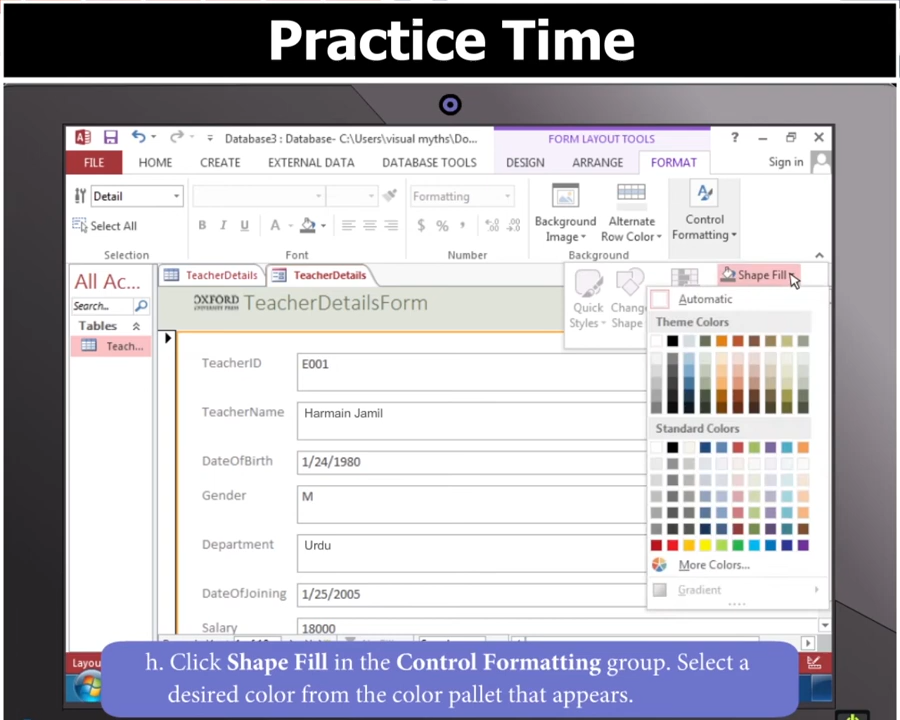 Practice Time
Database3 : Database- C:\Users\visual myths\Do...
FORM LAYOUT TOOLS
?
FILE
HOME
CREATE
EXTERNAL DATA
DATABASE TOOLS
DESIGN
ARRANGE
FORMAT
Sign in
Detail
Select All
Selection
B I U A
Font
Formatting
$ % ,
Number
Background Image
Alternate Row Color
Background
Control Formatting
All Ac...
Search...
Tables
Teach...
TeacherDetails
TeacherDetails
Quick Styles
Change Shape
Shape Fill
Automatic
Theme Colors
Standard Colors
More Colors...
Gradient
OXFORD
TeacherDetailsForm
TeacherID
E001
TeacherName
Harmain Jamil
DateOfBirth
1/24/1980
Gender
M
Department
Urdu
DateOfJoining
1/25/2005
Salary
18000
Layou
h. Click Shape Fill in the Control Formatting group. Select a
desired color from the color pallet that appears.